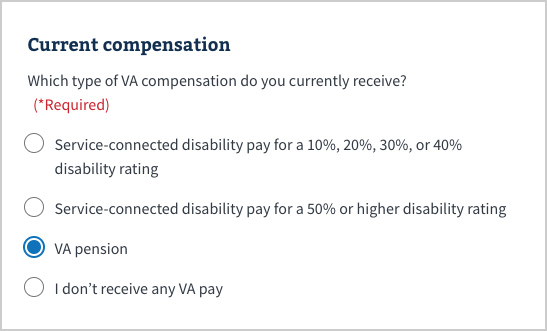 Current compensation
Which type of VA compensation do you currently receive?
(*Required)
Service-connected disability pay for a 10%, 20%, 30%, or 40%
disability rating
Service-connected disability pay for a 50% or higher disability rating
VA pension
I don’t receive any VA pay